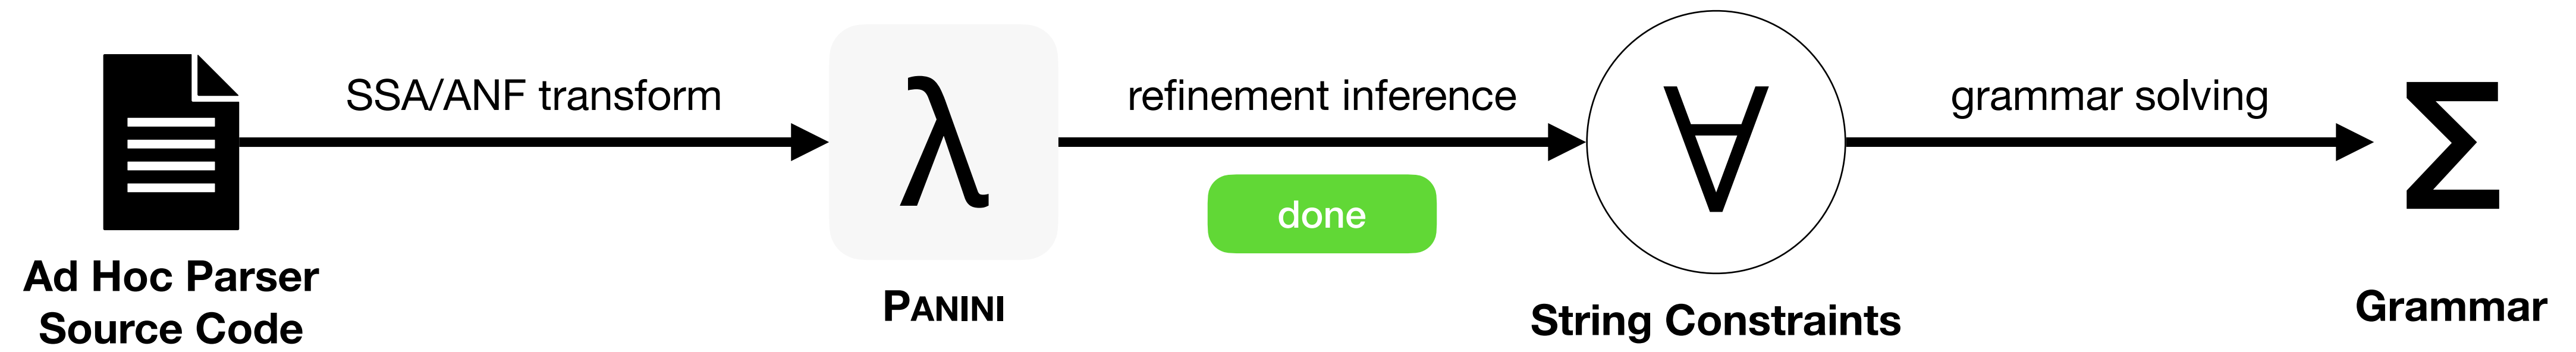 SSA/ANF transform
refinement inference
grammar solving
λ
∀
Σ
done
Ad Hoc Parser
Source Code
PANINI
String Constraints
Grammar